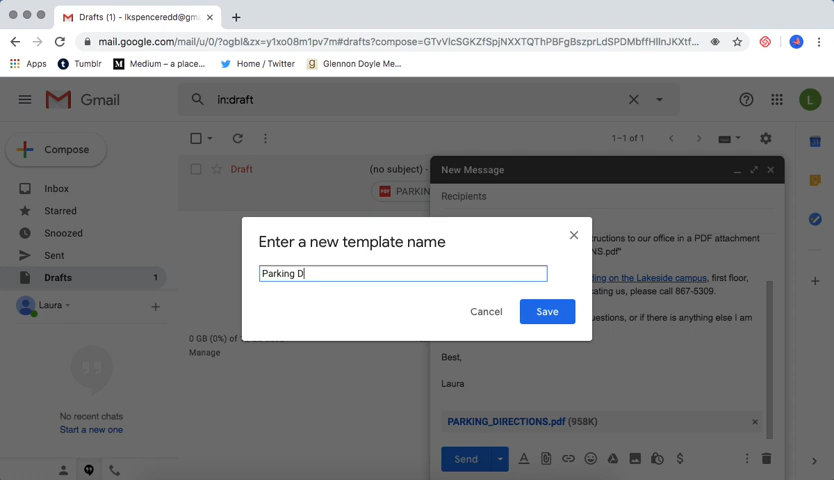 Drafts (1) - lkspenceredd@gm
mail.google.com/mail/u/0/?ogbl&zx=y1xo08m1pv7m#drafts?compose=GTvVlcSGKZfSpjNXXTQThPBFgBszprLdSPDMbffHllnJKXtf...
Apps
Tumblr
Medium – a place...
Home / Twitter
Glennon Doyle Me...
Gmail
in:draft
L
Compose
1–1 of 1
Inbox
Starred
Snoozed
Sent
Drafts 1
Laura
Draft
(no subject) -
PDF PARKIN
New Message
Recipients
tructions to our office in a PDF attachment
NS.pdf"
ding on the Lakeside campus, first floor,
cating us, please call 867-5309.
uestions, or if there is anything else I am
Best,
Laura
PARKING_DIRECTIONS.pdf (958K)
Send
Enter a new template name
Parking D
Cancel
Save
0 GB (0%) of
Manage
No recent chats
Start a new one